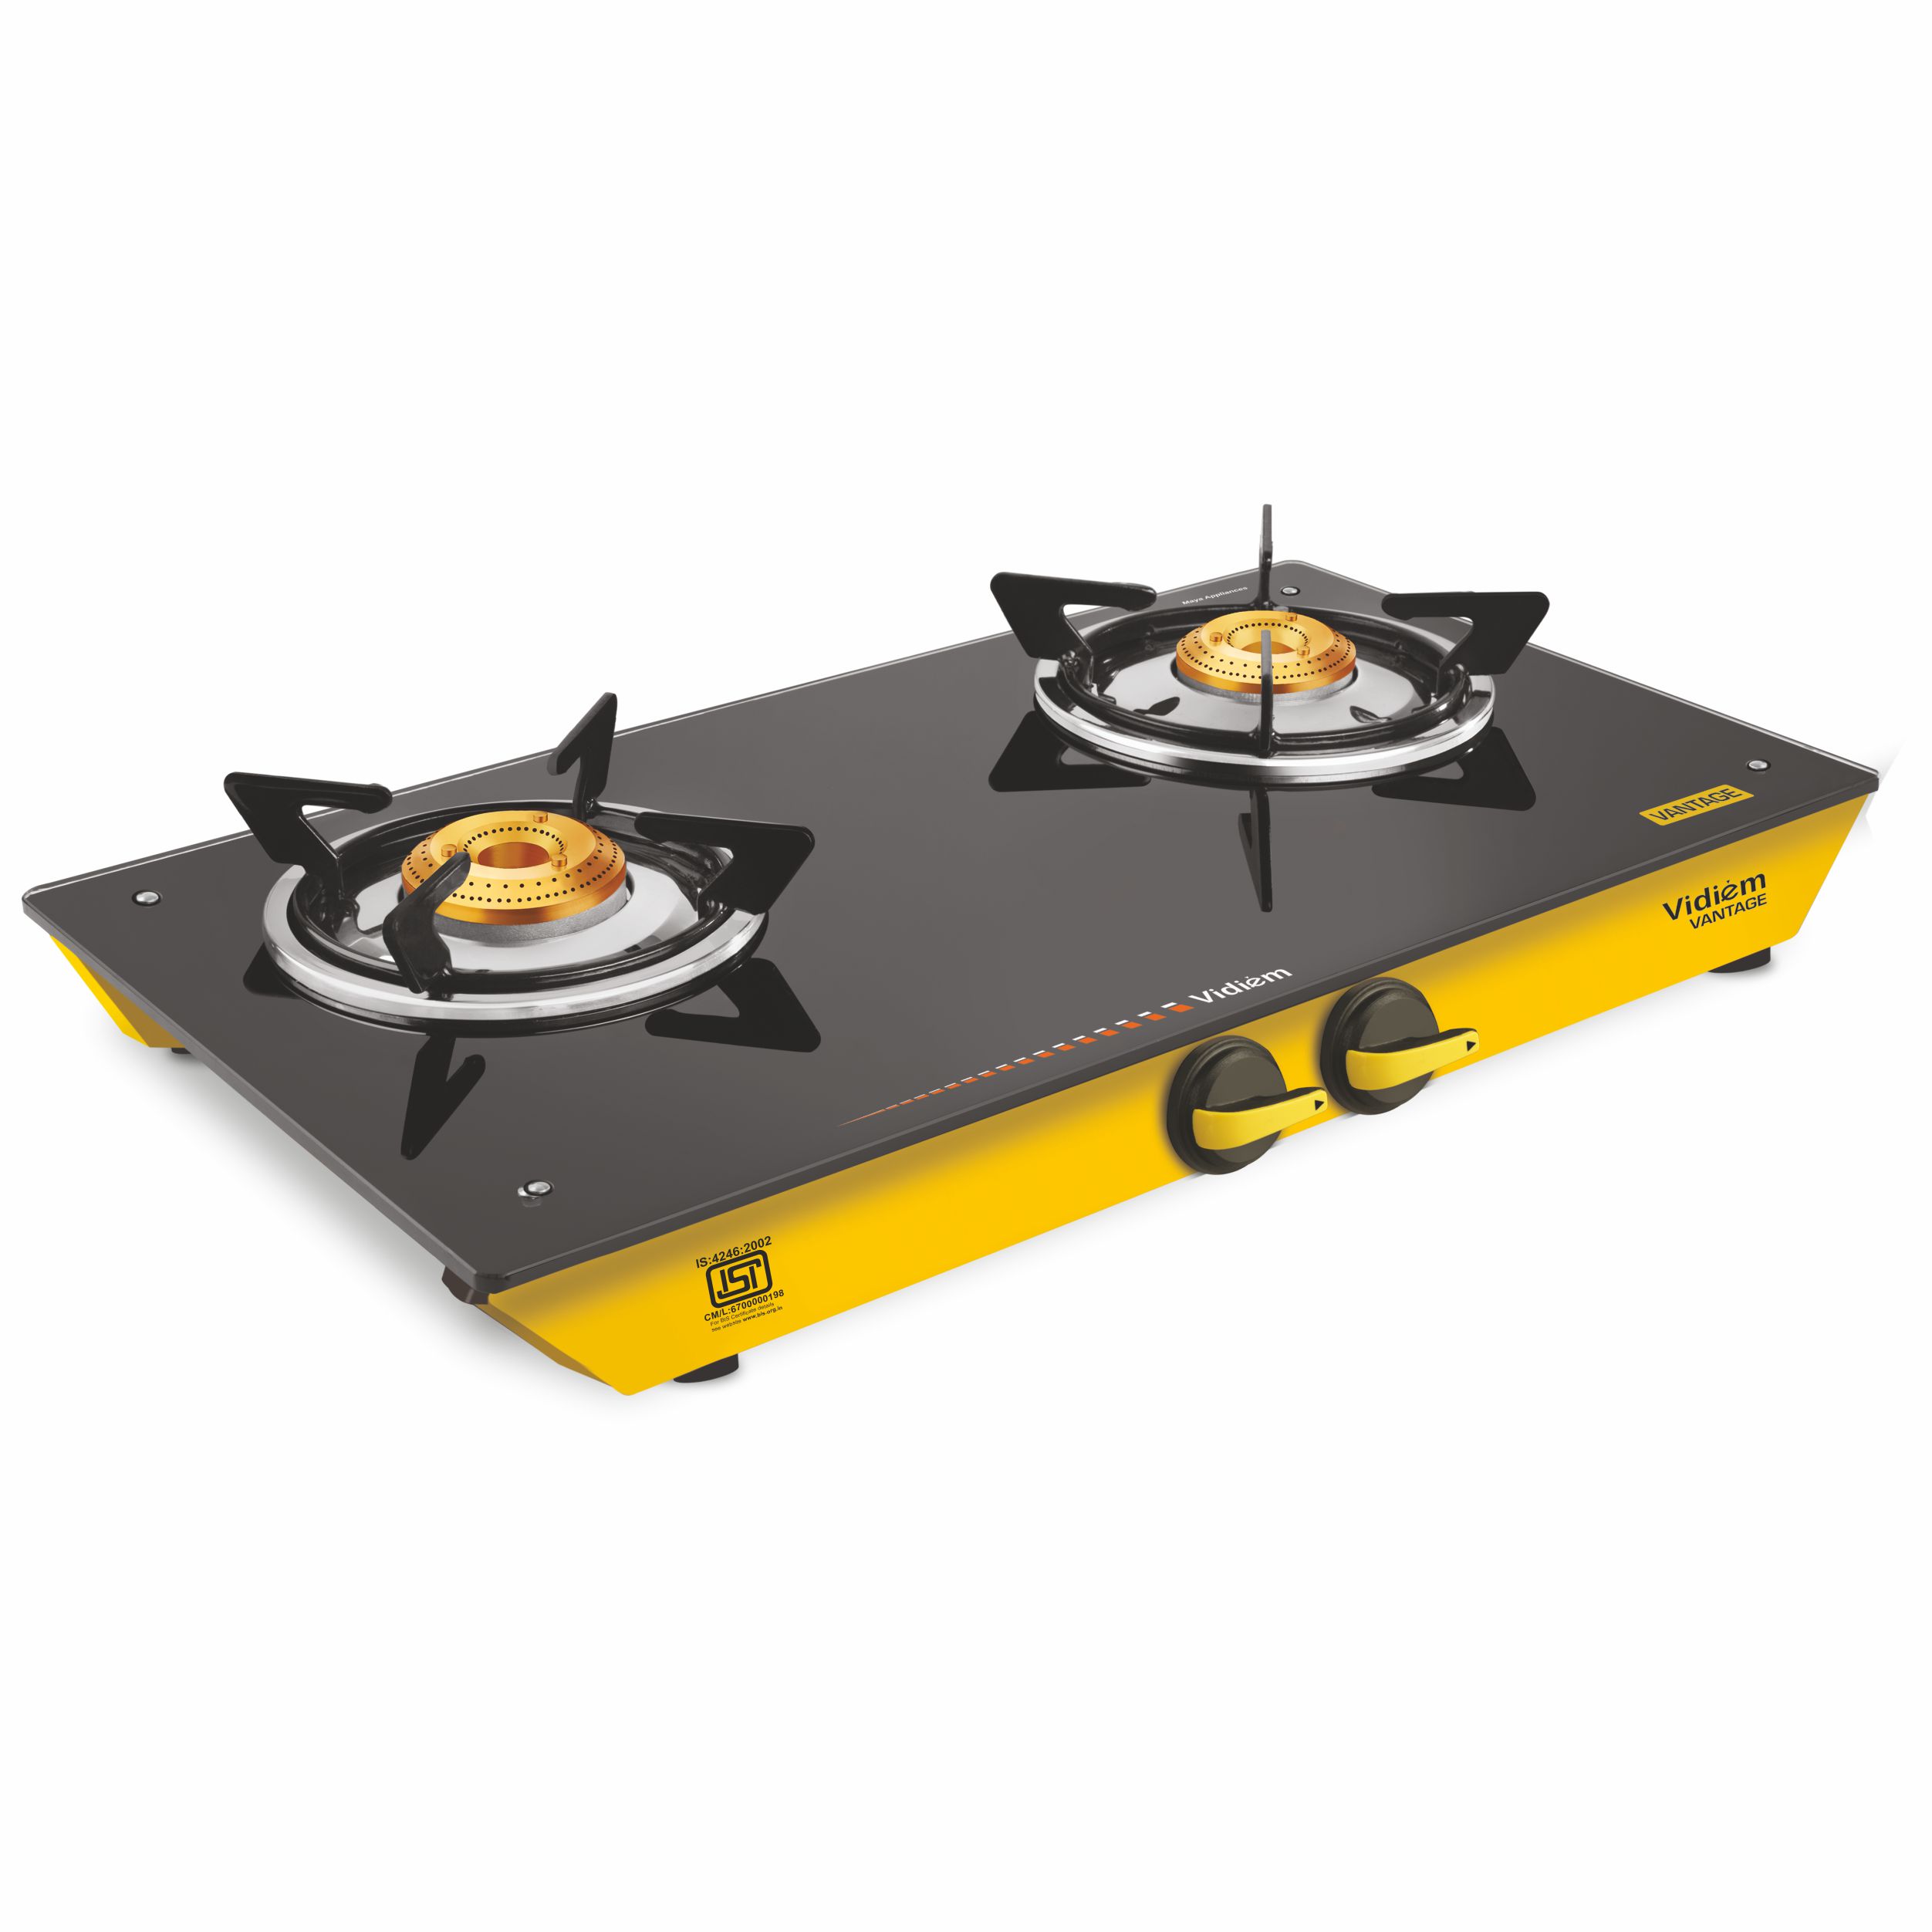 Maya Appliances
VANTAGE
Vidiem
VANTAGE
Vidiem
IS:4246:2002
ISI
CM/L:6700000198
For BIS Certificate details
see website www.bis.org.in